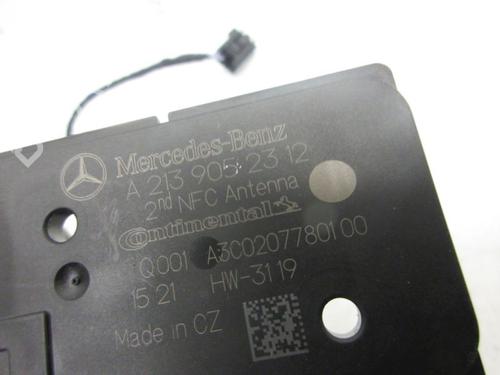 Mercedes-Benz
A 213 905 23 12
2nd NFC Antenna
Continental
Q001 A3C0207780100
15 21 HW-3119
Made in CZ